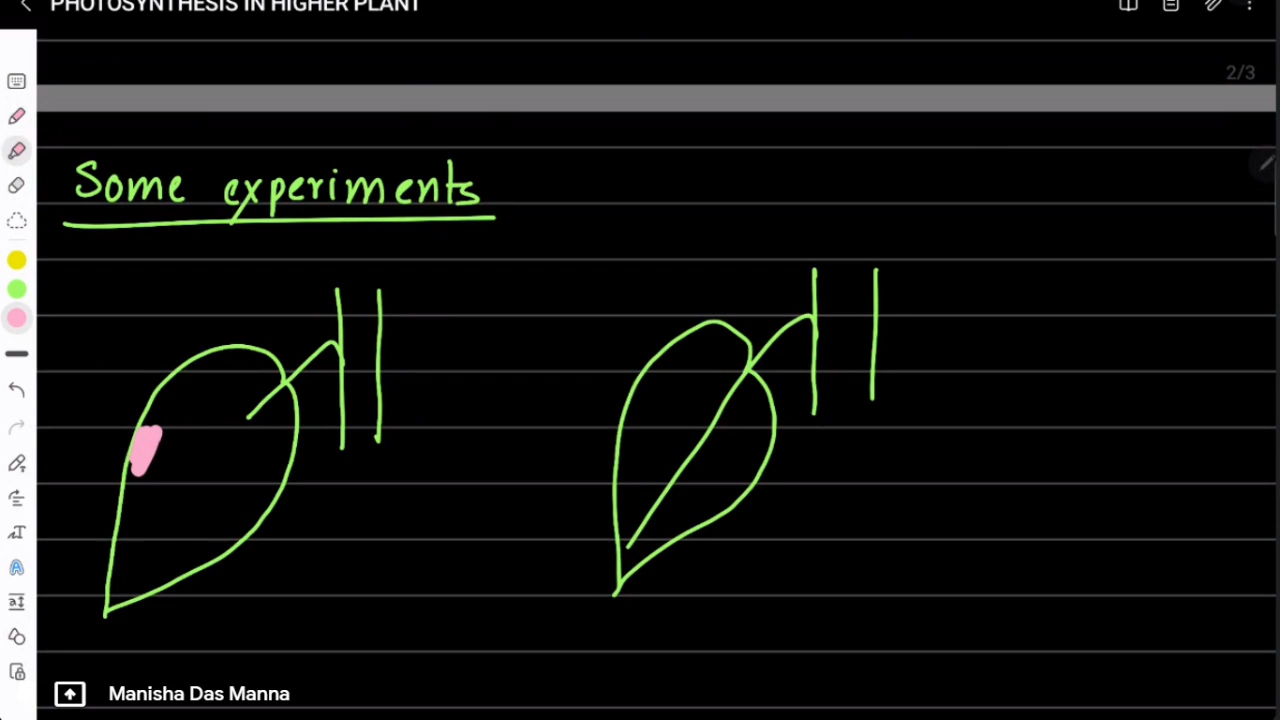 PHOTOSYNTHESIS IN HIGHER PLANT
2/3
Some experiments
Manisha Das Manna